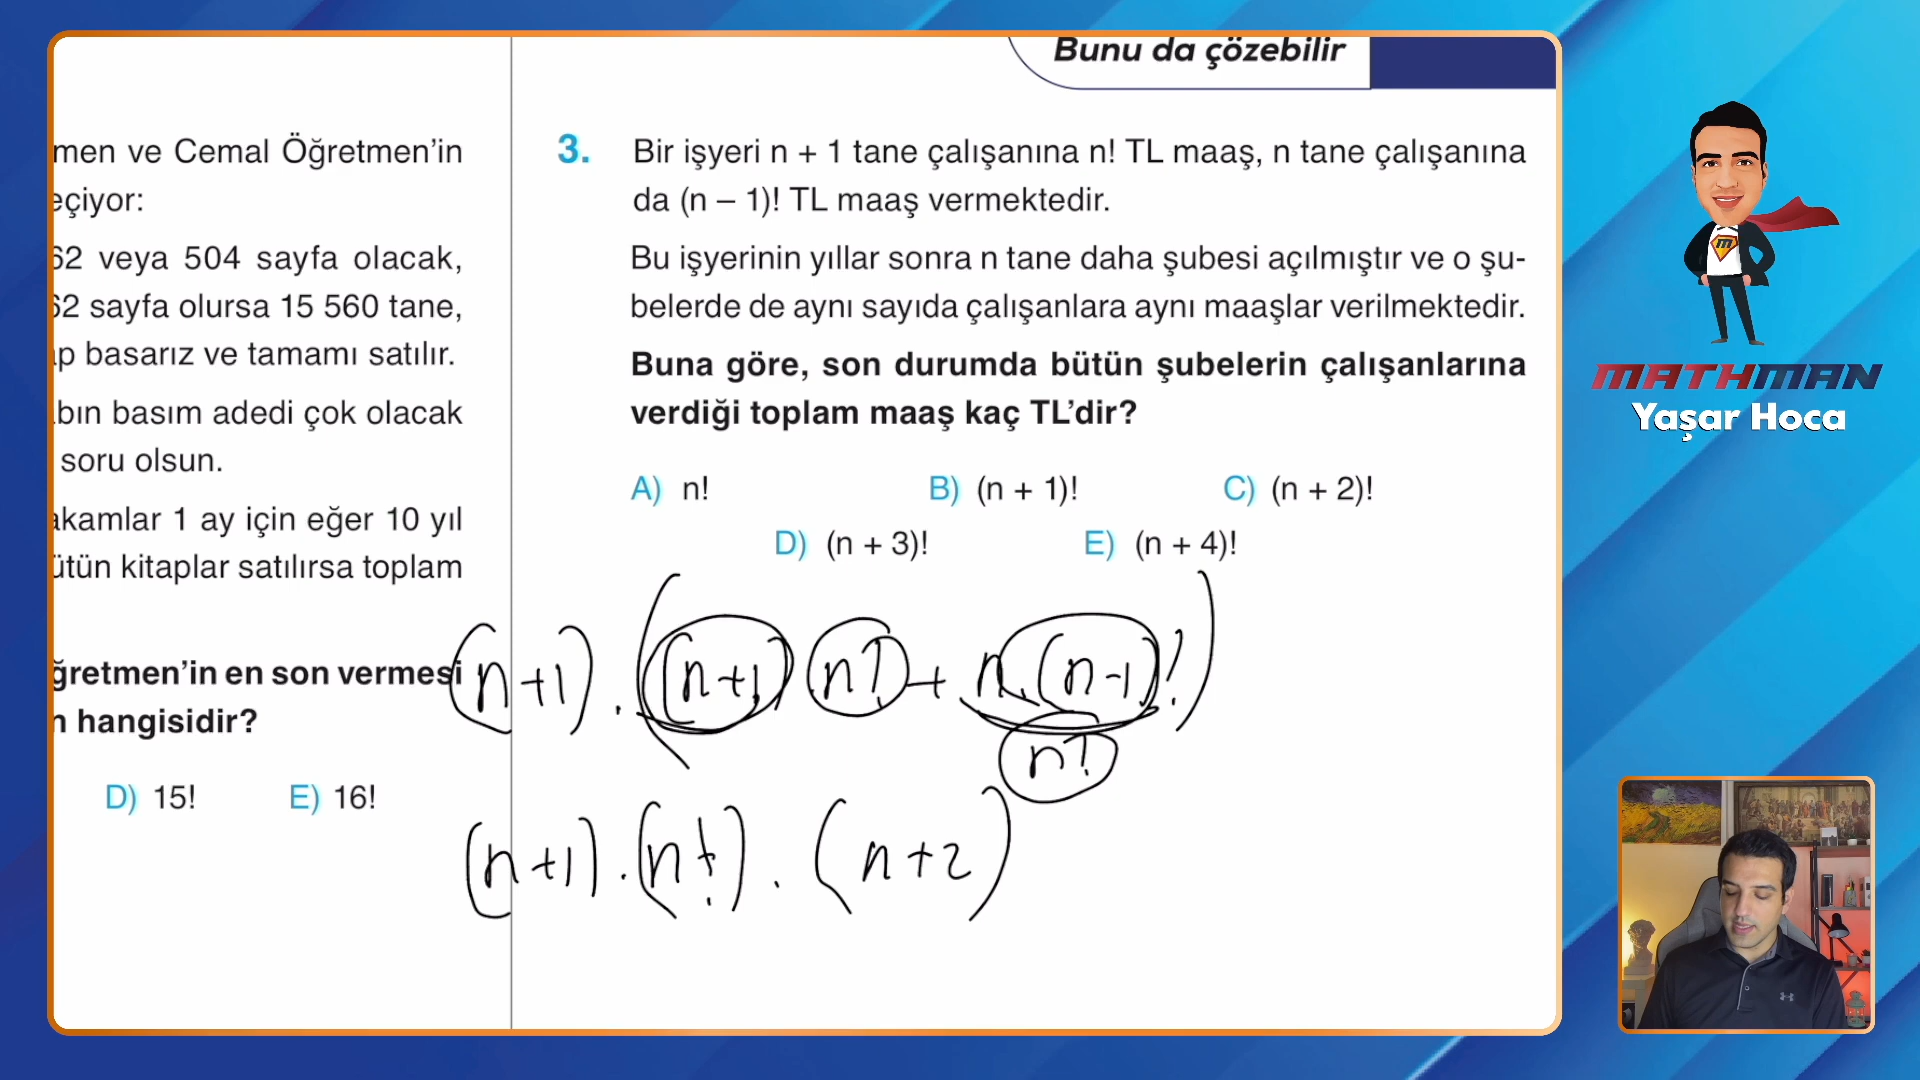 Bunu da çözebilir
men ve Cemal Öğretmen’in
eçiyor:
62 veya 504 sayfa olacak,
62 sayfa olursa 15 560 tane,
ap basarız ve tamamı satılır.
bın basım adedi çok olacak
soru olsun.
akamlar 1 ay için eğer 10 yıl
ütün kitaplar satılırsa toplam
ğretmen’in en son vermesi
n hangisidir?
D) 15! E) 16!
3. Bir işyeri n + 1 tane çalışanına n! TL maaş, n tane çalışanına
da (n – 1)! TL maaş vermektedir.
Bu işyerinin yıllar sonra n tane daha şubesi açılmıştır ve o şu-
belerde de aynı sayıda çalışanlara aynı maaşlar verilmektedir.
Buna göre, son durumda bütün şubelerin çalışanlarına
verdiği toplam maaş kaç TL’dir?
A) n! B) (n + 1)! C) (n + 2)!
D) (n + 3)! E) (n + 4)!
(n+1) . ((n+1) n! + n.(n-1)!)
n!
(n+1) . (n!) . (n+2)
MATHMAN
Yaşar Hoca